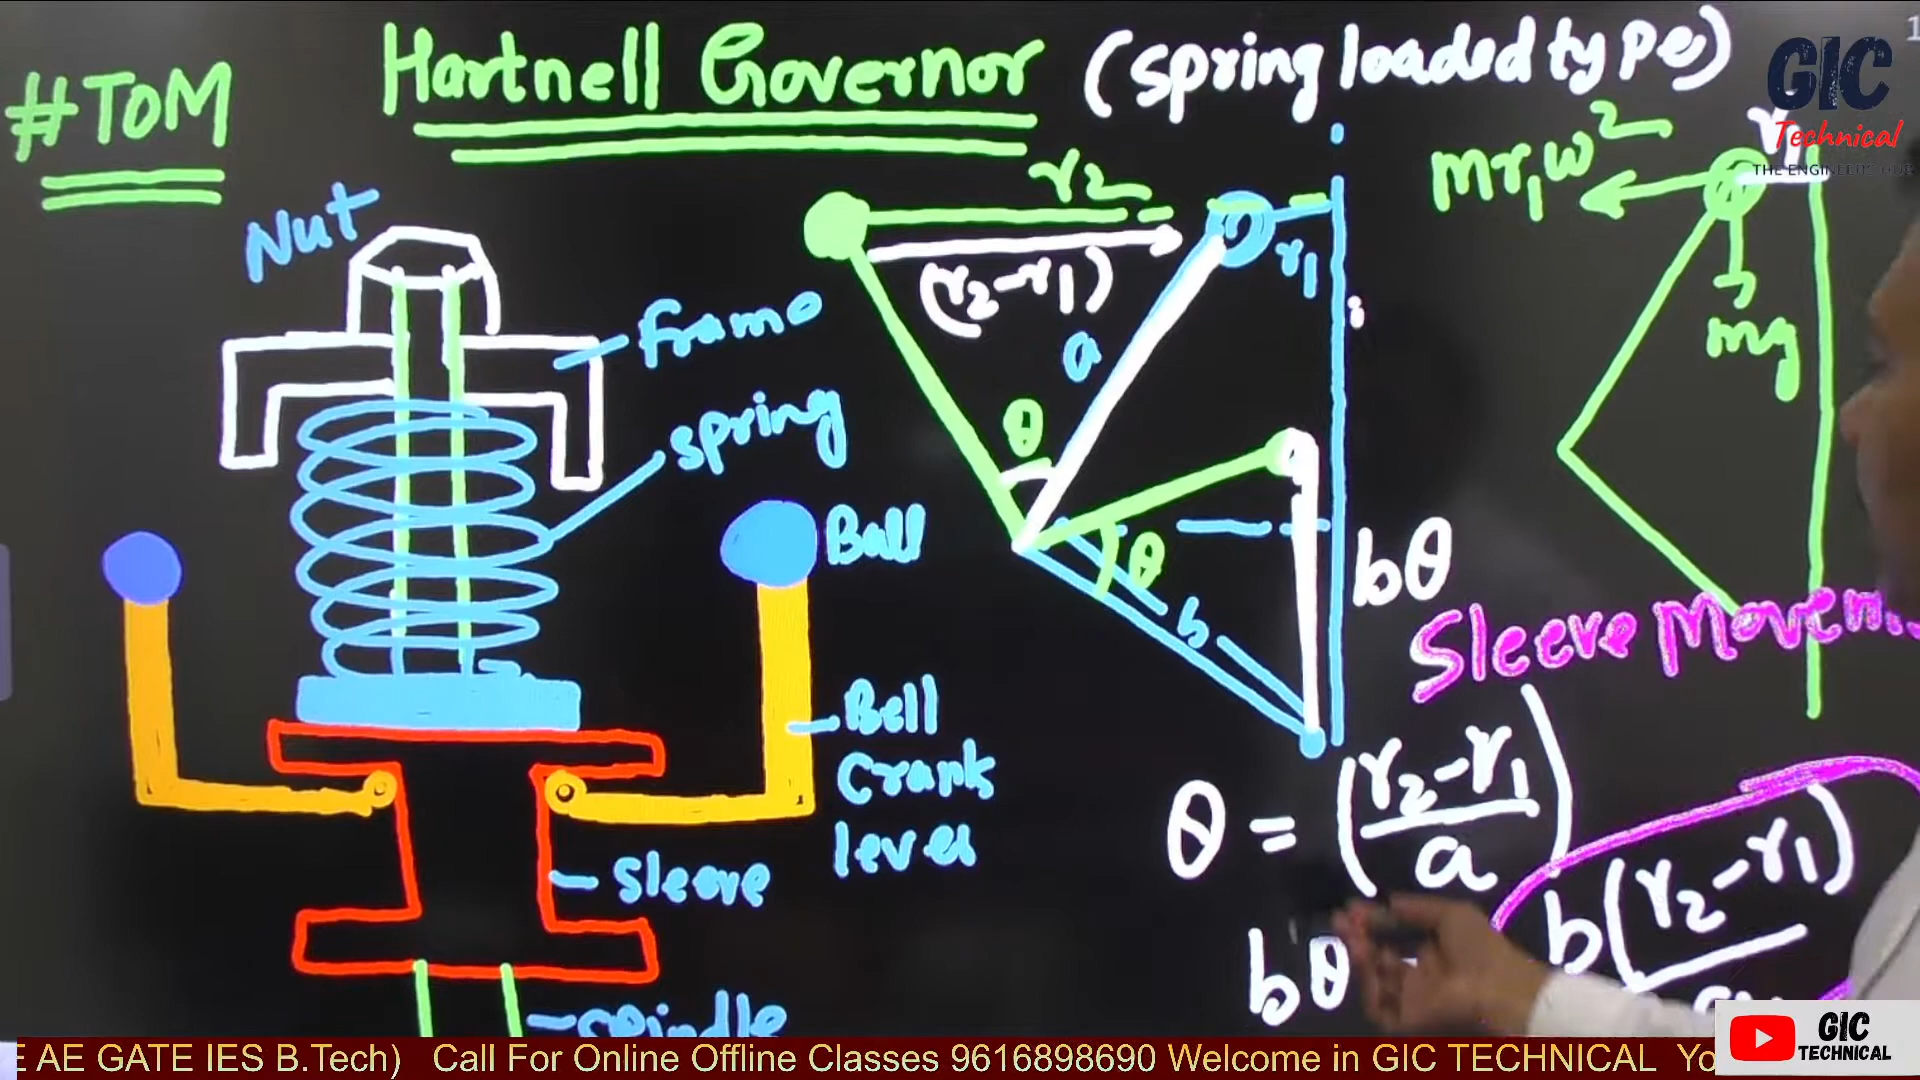 #TOM
Hartnell Governor (spring loaded type)
GIC
Technical
THE ENGINEERS HUB
1
Nut
frame
spring
Ball
Bell
Crank
lever
sleeve
spindle
r2
(r2-r1)
r1
a
θ
θ
b
bθ
mr1w2
r1
mg
Sleeve Movem
θ = (r2-r1/a)
bθ = b(r2-r1)
E AE GATE IES B.Tech) Call For Online Offline Classes 9616898690 Welcome in GIC TECHNICAL Yo
GIC
TECHNICAL